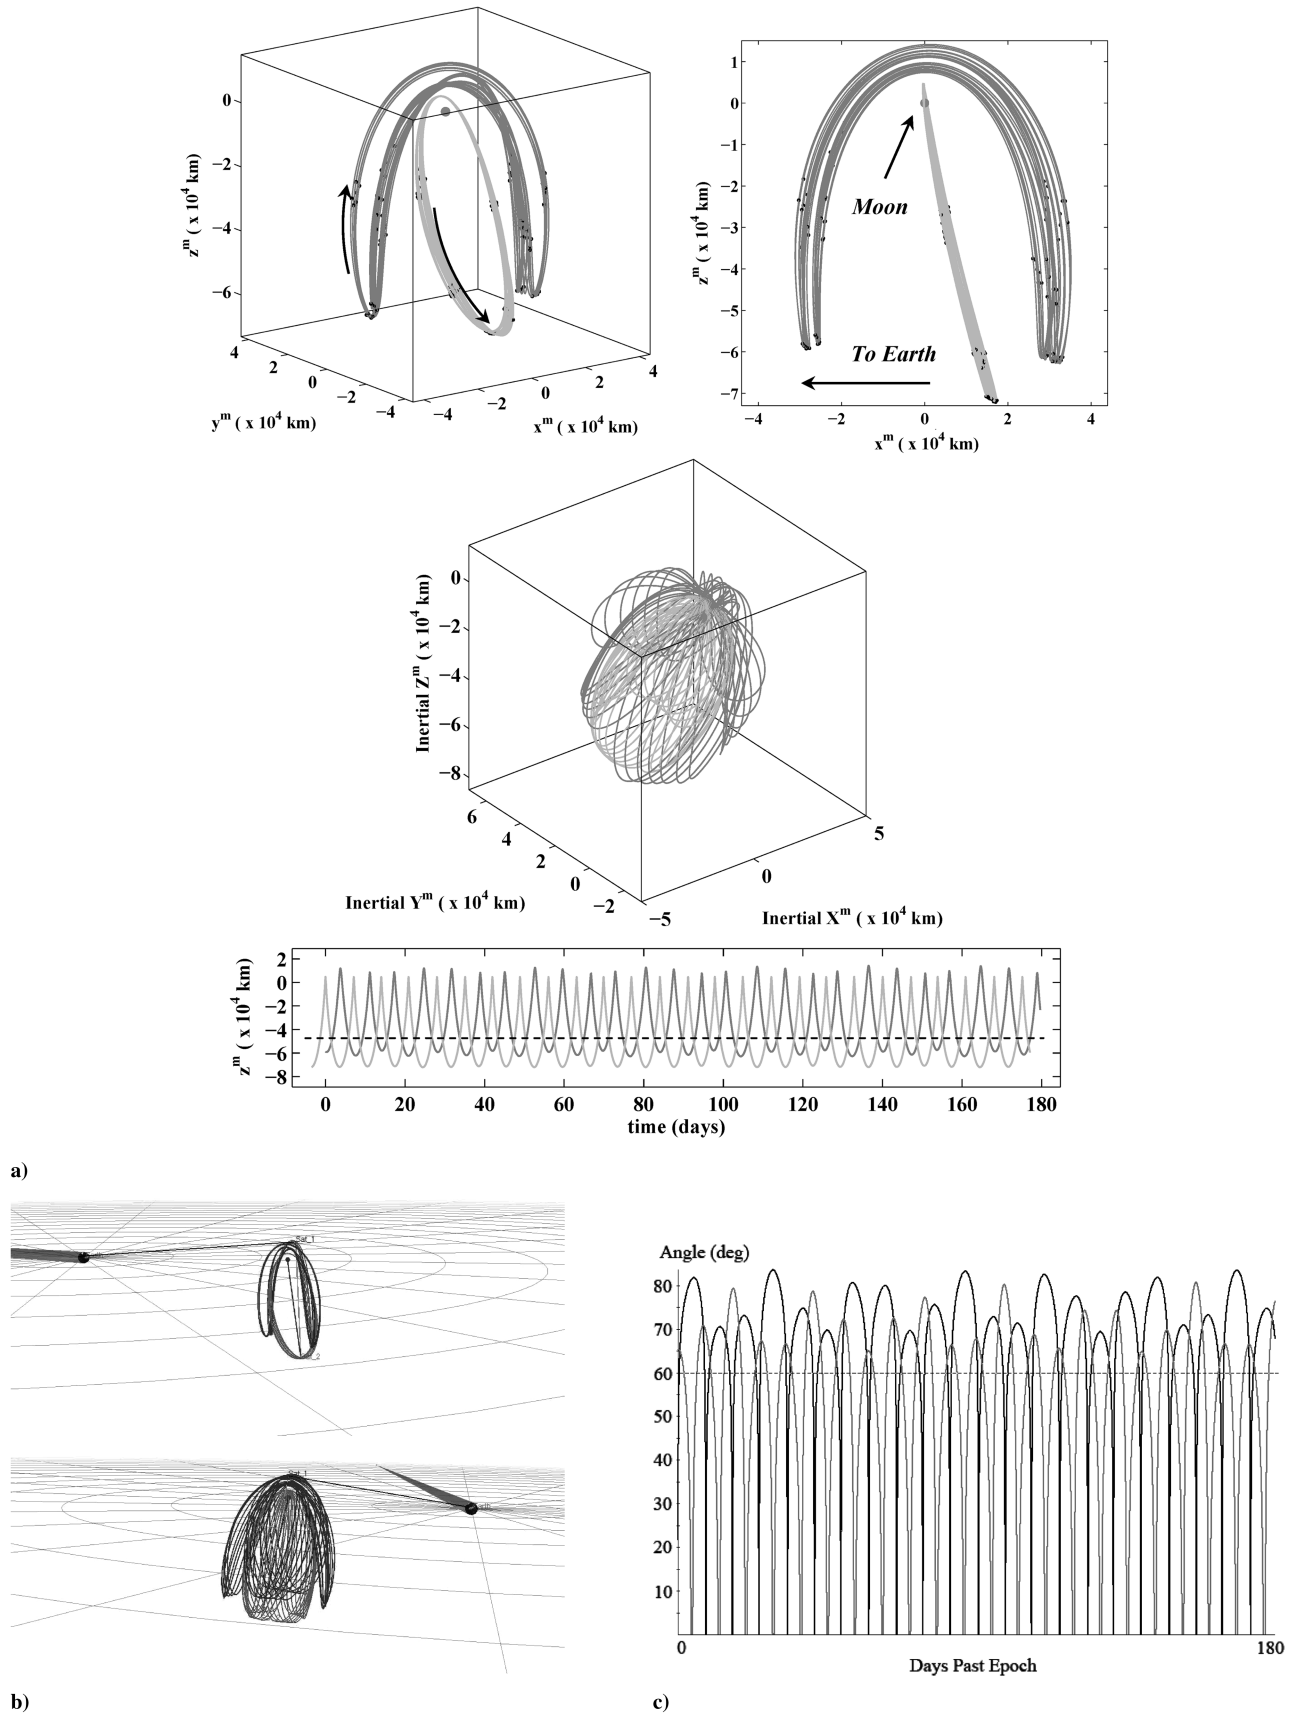 0
−2
−4
−6
z^m ( x 10^4 km)
4
2
0
−2
−4
y^m ( x 10^4 km)
−4
−2
0
2
4
x^m ( x 10^4 km)
1
0
−1
−2
−3
−4
−5
−6
−7
z^m ( x 10^4 km)
Moon
To Earth
−4
−2
0
2
4
x^m ( x 10^4 km)
0
−2
−4
−6
−8
Inertial Z^m ( x 10^4 km)
6
4
2
0
−2
Inertial Y^m ( x 10^4 km)
−5
0
5
Inertial X^m ( x 10^4 km)
2
0
−2
−4
−6
−8
z^m ( x 10^4 km)
0 20 40 60 80 100 120 140 160 180
time (days)
a)
Sat_1
b)
Angle (deg)
80
70
60
50
40
30
20
10
0 180
Days Past Epoch
c)